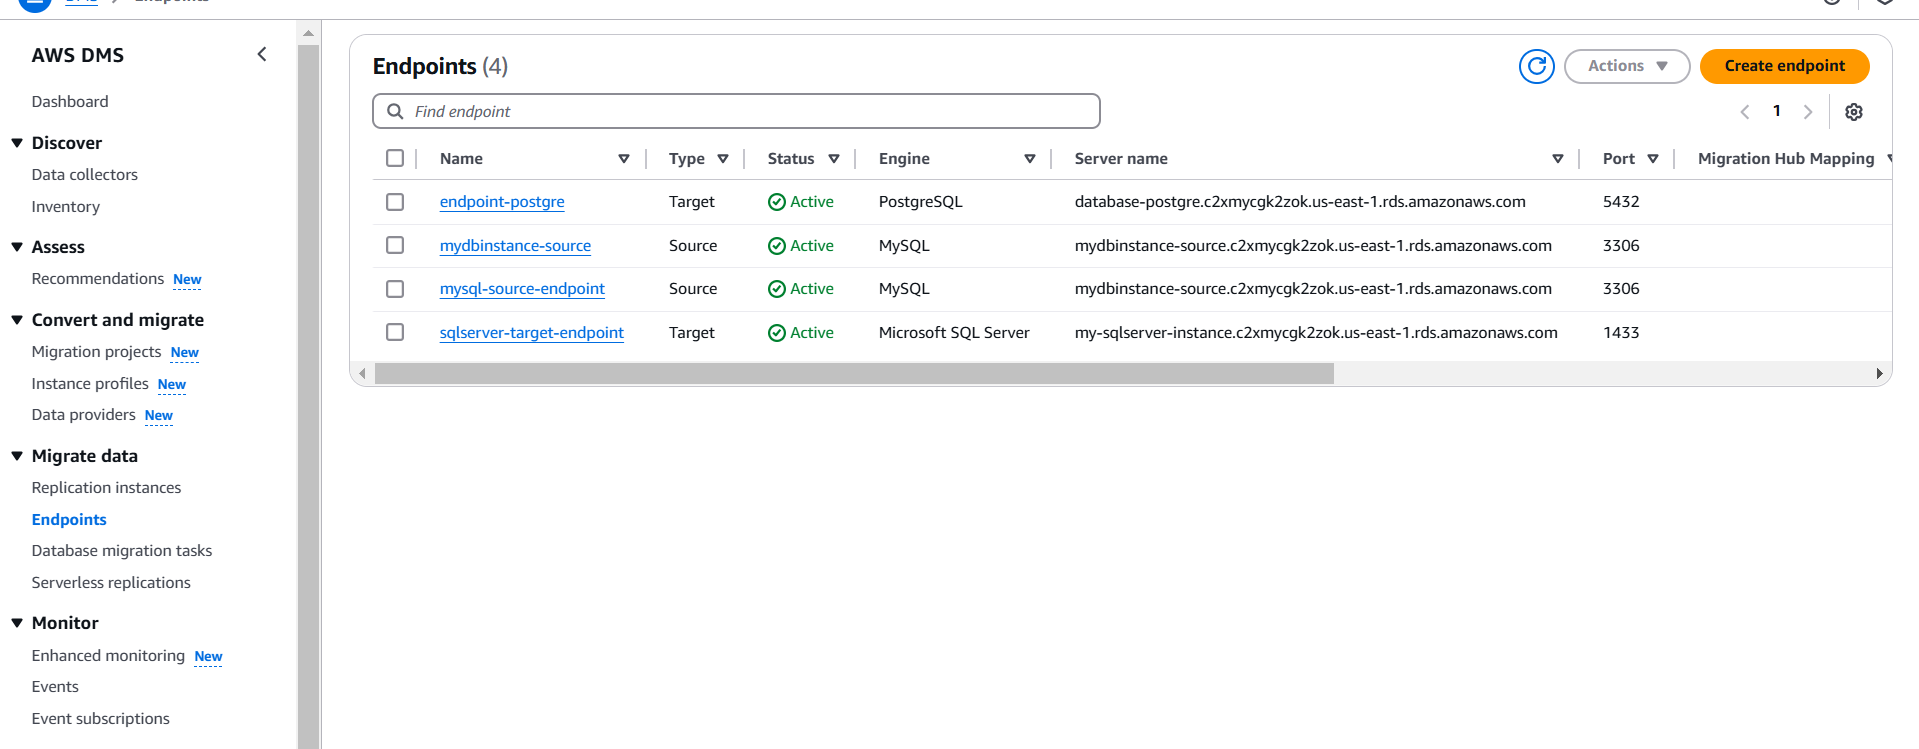 AWS DMS
Dashboard
Discover
Data collectors
Inventory
Assess
Recommendations New
Convert and migrate
Migration projects New
Instance profiles New
Data providers New
Migrate data
Replication instances
Endpoints
Database migration tasks
Serverless replications
Monitor
Enhanced monitoring New
Events
Event subscriptions
Endpoints (4)
Actions
Create endpoint
Find endpoint
1
Name Type Status Engine Server name Port Migration Hub Mapping
endpoint-postgre Target Active PostgreSQL database-postgre.c2xmycgk2zok.us-east-1.rds.amazonaws.com 5432
mydbinstance-source Source Active MySQL mydbinstance-source.c2xmycgk2zok.us-east-1.rds.amazonaws.com 3306
mysql-source-endpoint Source Active MySQL mydbinstance-source.c2xmycgk2zok.us-east-1.rds.amazonaws.com 3306
sqlserver-target-endpoint Target Active Microsoft SQL Server my-sqlserver-instance.c2xmycgk2zok.us-east-1.rds.amazonaws.com 1433